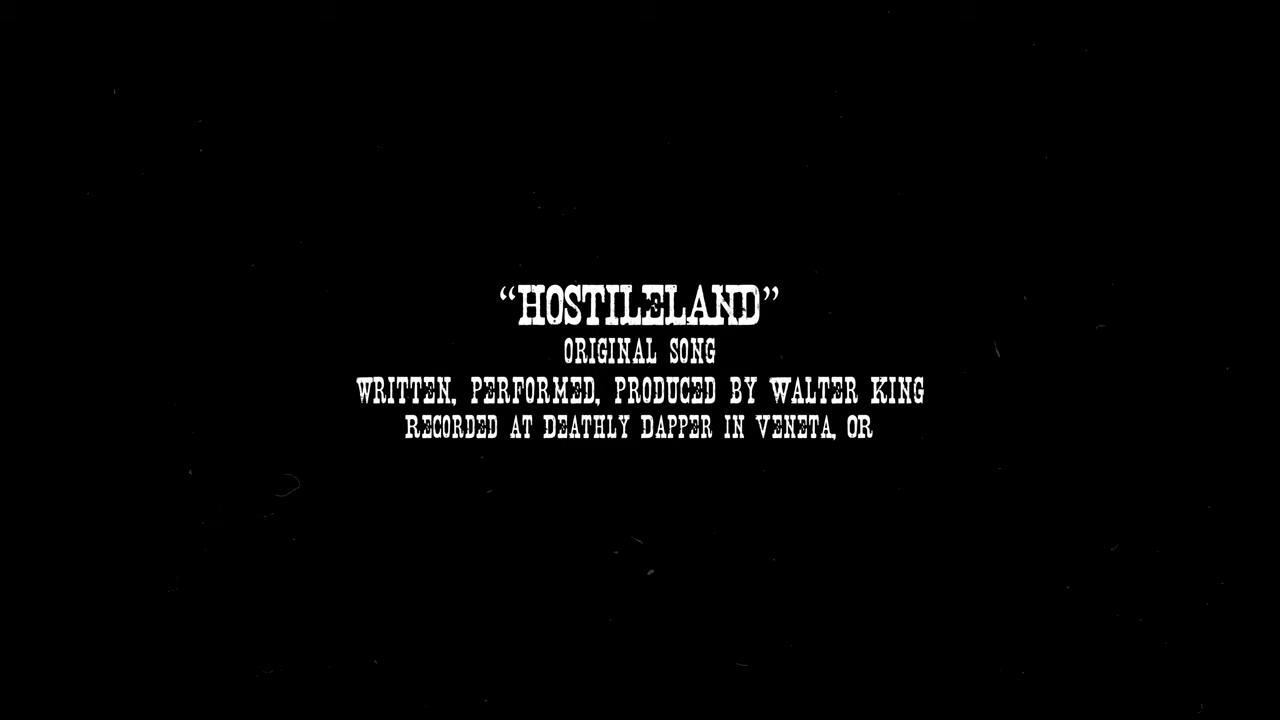 “HOSTILELAND”
ORIGINAL SONG
WRITTEN, PERFORMED, PRODUCED BY WALTER KING
RECORDED AT DEATHLY DAPPER IN VENETA, OR